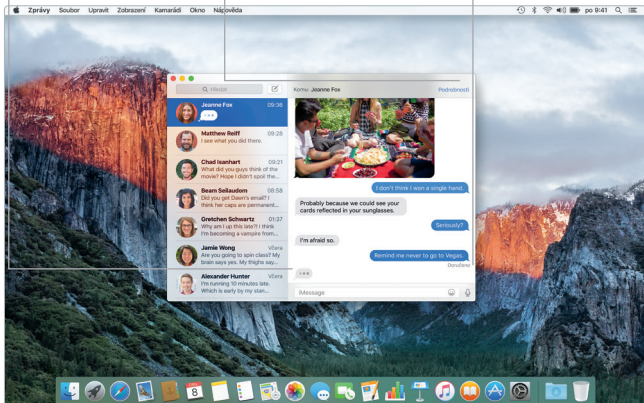 Zprávy Soubor Upravit Zobrazení Kamarádi Okno Nápověda po 9:41
Hledat
Jeanne Fox 09:36
Matthew Reiff 09:28
I see what you did there.
Chad Isanhart 09:21
What did you guys think of the
movie? Hope I didn't spoil the...
Beam Seilaudom 08:58
Did you get Dawn's email? I
think her caps are permanent...
Gretchen Schwartz 01:37
Why am I up this late?! I think
I'm becoming a vampire from...
Jamie Wong Včera
Are you going to spin class? My
brain says yes. My thighs say...
Alexander Hunter Včera
I'm running 10 minutes late.
Which is early by my stan...
Komu: Jeanne Fox Podrobnosti
I don't think I won a single hand.
Probably because we could see your
cards reflected in your sunglasses.
Seriously?
I'm afraid so.
Remind me never to go to Vegas.
Doručeno
iMessage
8